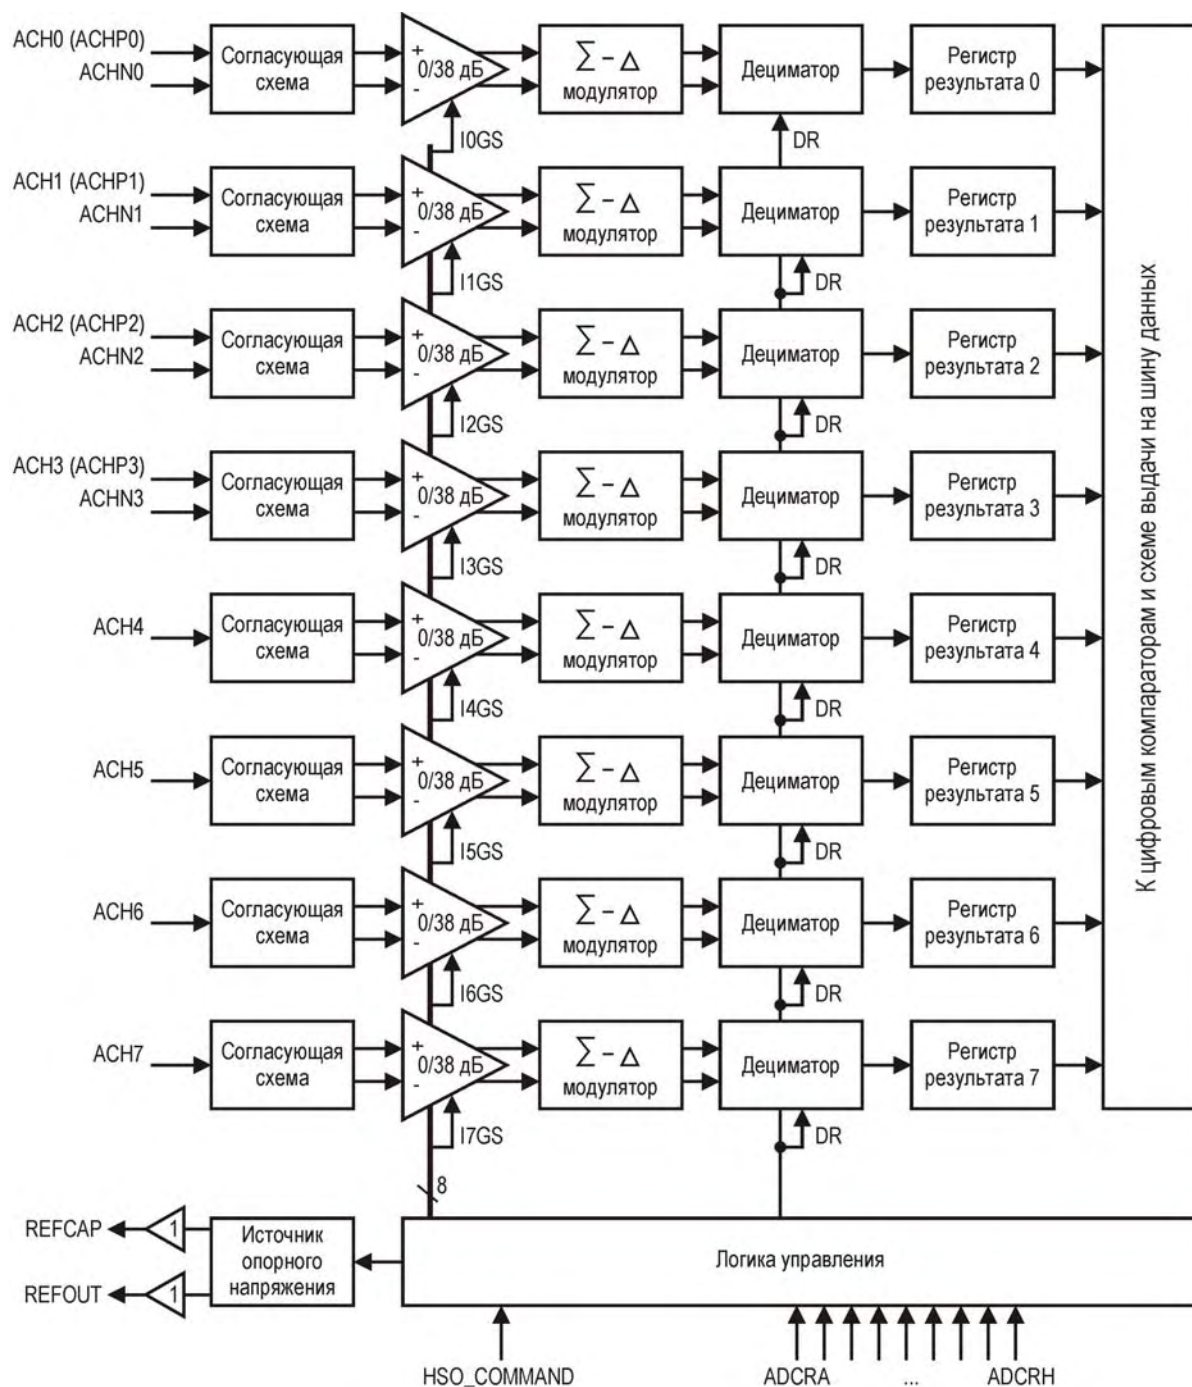 ACH0 (ACHP0)
ACHN0
Согласующая
схема
+
0/38 дБ
-
I0GS
∑ – Δ
модулятор
Дециматор
DR
Регистр
результата 0
ACH1 (ACHP1)
ACHN1
Согласующая
схема
+
0/38 дБ
-
I1GS
∑ – Δ
модулятор
Дециматор
DR
Регистр
результата 1
ACH2 (ACHP2)
ACHN2
Согласующая
схема
+
0/38 дБ
-
I2GS
∑ – Δ
модулятор
Дециматор
DR
Регистр
результата 2
ACH3 (ACHP3)
ACHN3
Согласующая
схема
+
0/38 дБ
-
I3GS
∑ – Δ
модулятор
Дециматор
DR
Регистр
результата 3
ACH4
Согласующая
схема
+
0/38 дБ
-
I4GS
∑ – Δ
модулятор
Дециматор
DR
Регистр
результата 4
ACH5
Согласующая
схема
+
0/38 дБ
-
I5GS
∑ – Δ
модулятор
Дециматор
DR
Регистр
результата 5
ACH6
Согласующая
схема
+
0/38 дБ
-
I6GS
∑ – Δ
модулятор
Дециматор
DR
Регистр
результата 6
ACH7
Согласующая
схема
+
0/38 дБ
-
I7GS
∑ – Δ
модулятор
Дециматор
DR
Регистр
результата 7
К цифровым компараторам и схеме выдачи на шину данных
8
REFCAP
1
REFOUT
1
Источник
опорного
напряжения
Логика управления
HSO_COMMAND
ADCRA
...
ADCRH